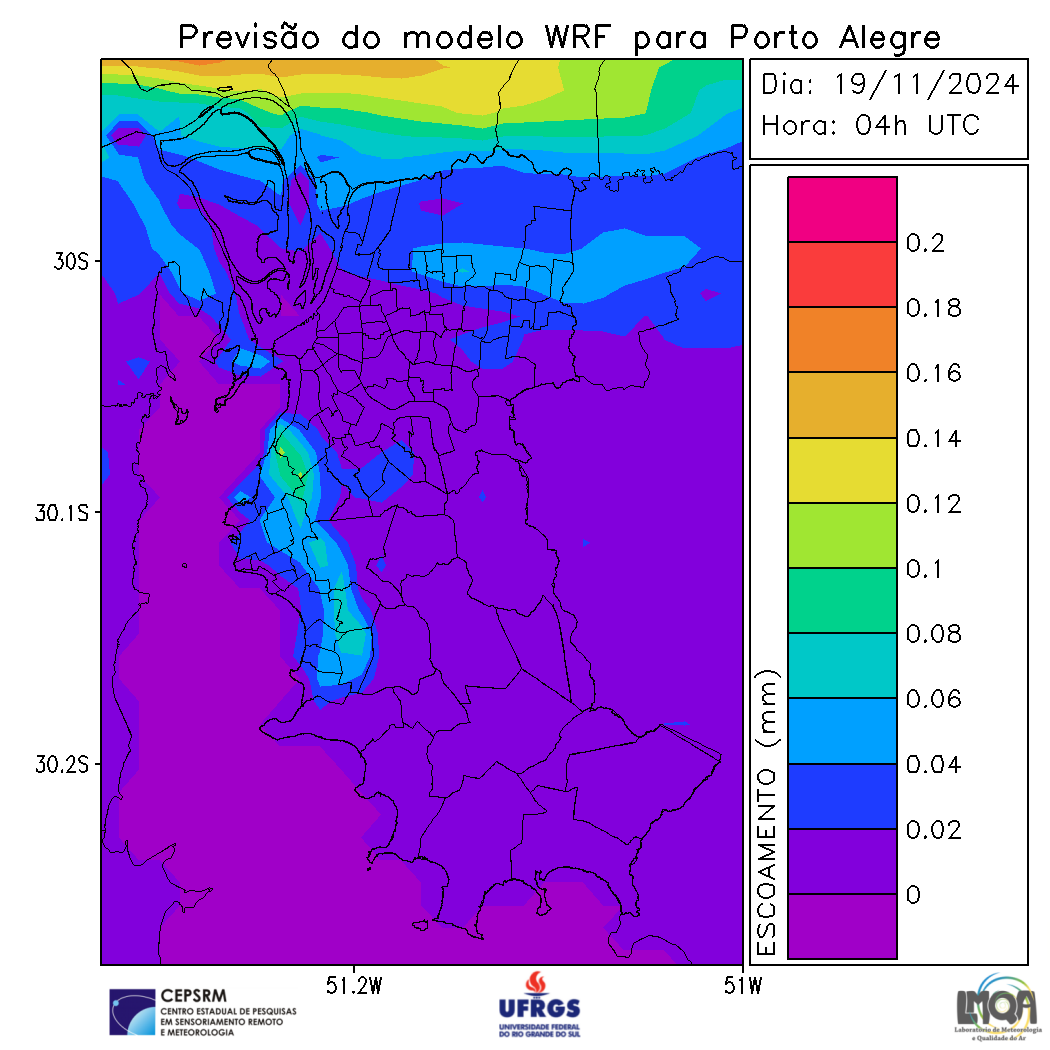 Previsão do modelo WRF para Porto Alegre
Dia: 19/11/2024
Hora: 04h UTC
30S
30.1S
30.2S
51.2W
51W
0.2
0.18
0.16
0.14
0.12
0.1
0.08
0.06
0.04
0.02
0
ESCOAMENTO (mm)
CEPSRM
CENTRO ESTADUAL DE PESQUISAS
EM SENSORIAMENTO REMOTO
E METEOROLOGIA
UFRGS
UNIVERSIDADE FEDERAL
DO RIO GRANDE DO SUL
LMQA
Laboratório de Meteorologia
e Qualidade do Ar